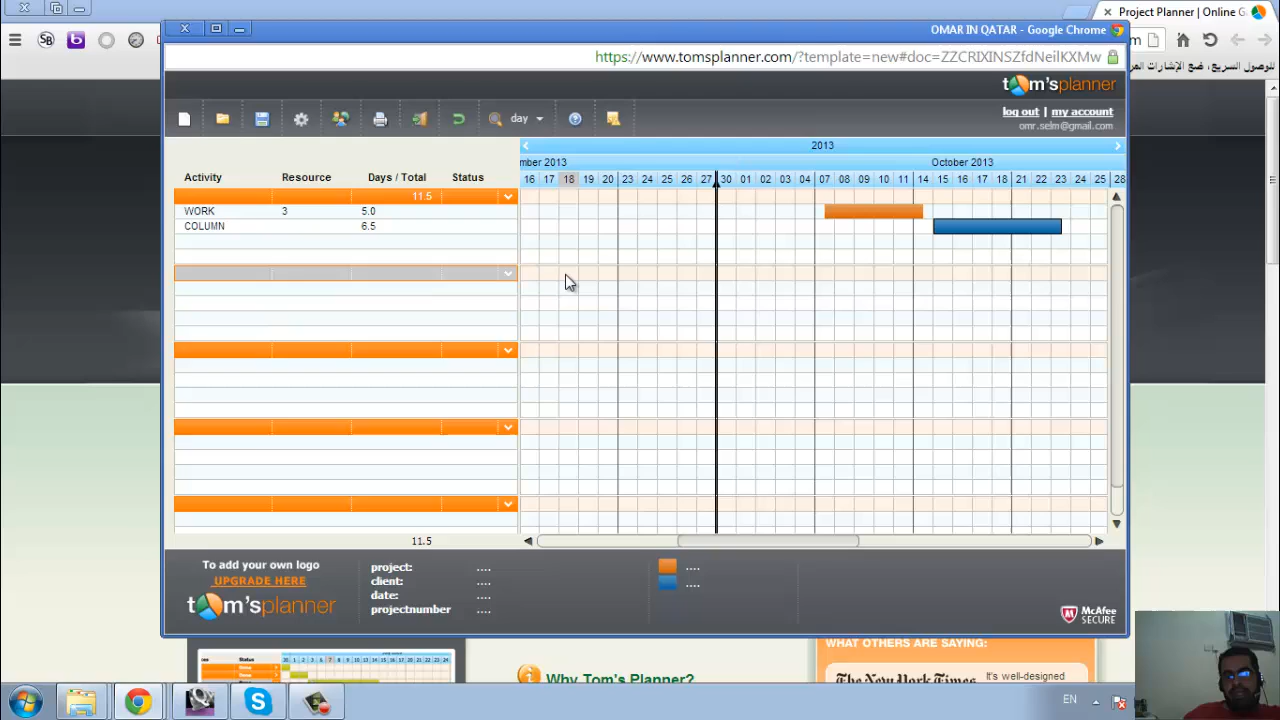 Project Planner | Online G
OMAR IN QATAR - Google Chrome
https://www.tomsplanner.com/?template=new#doc=ZZCRIXINSZfdNeilKXMw
للوصول السريع، ضع الإشارات
tom'splanner
log out | my account
omr.selm@gmail.com
day
2013
mber 2013 October 2013
Activity Resource Days / Total Status
16 17 18 19 20 23 24 25 26 27 30 01 02 03 04 07 08 09 10 11 14 15 16 17 18 21 22 23 24 25 28
11.5
WORK 3 5.0
COLUMN 6.5
11.5
To add your own logo
UPGRADE HERE
tom'splanner
project: ....
client: ....
date: ....
projectnumber ....
....
....
McAfee
SECURE
Status
Why Tom's Planner?
WHAT OTHERS ARE SAYING:
The New York Times
It's well-designed
EN